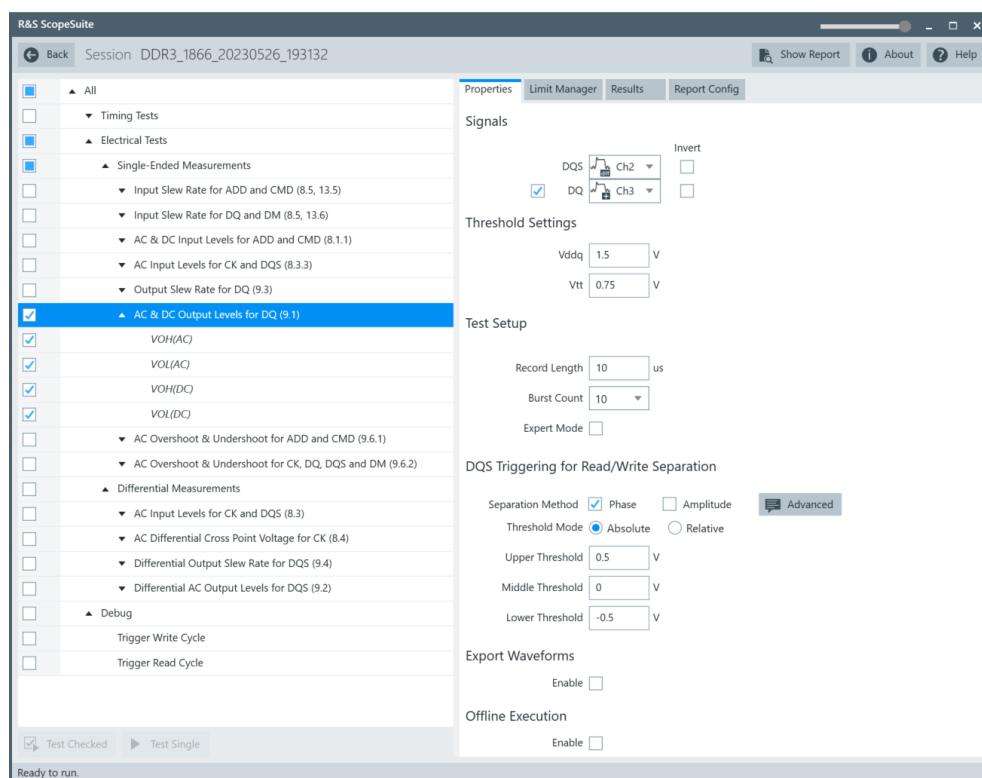 R&S ScopeSuite
Back Session DDR3_1866_20230526_193132 Show Report About Help
All
Timing Tests
Electrical Tests
Single-Ended Measurements
Input Slew Rate for ADD and CMD (8.5, 13.5)
Input Slew Rate for DQ and DM (8.5, 13.6)
AC & DC Input Levels for ADD and CMD (8.1.1)
AC Input Levels for CK and DQS (8.3.3)
Output Slew Rate for DQ (9.3)
AC & DC Output Levels for DQ (9.1)
VOH(AC)
VOL(AC)
VOH(DC)
VOL(DC)
AC Overshoot & Undershoot for ADD and CMD (9.6.1)
AC Overshoot & Undershoot for CK, DQ, DQS and DM (9.6.2)
Differential Measurements
AC Input Levels for CK and DQS (8.3)
AC Differential Cross Point Voltage for CK (8.4)
Differential Output Slew Rate for DQS (9.4)
Differential AC Output Levels for DQS (9.2)
Debug
Trigger Write Cycle
Trigger Read Cycle
Test Checked Test Single
Properties Limit Manager Results Report Config
Signals
Invert
DQS Ch2
DQ Ch3
Threshold Settings
Vddq 1.5 V
Vtt 0.75 V
Test Setup
Record Length 10 us
Burst Count 10
Expert Mode
DQS Triggering for Read/Write Separation
Separation Method Phase Amplitude Advanced
Threshold Mode Absolute Relative
Upper Threshold 0.5 V
Middle Threshold 0 V
Lower Threshold -0.5 V
Export Waveforms
Enable
Offline Execution
Enable
Ready to run.